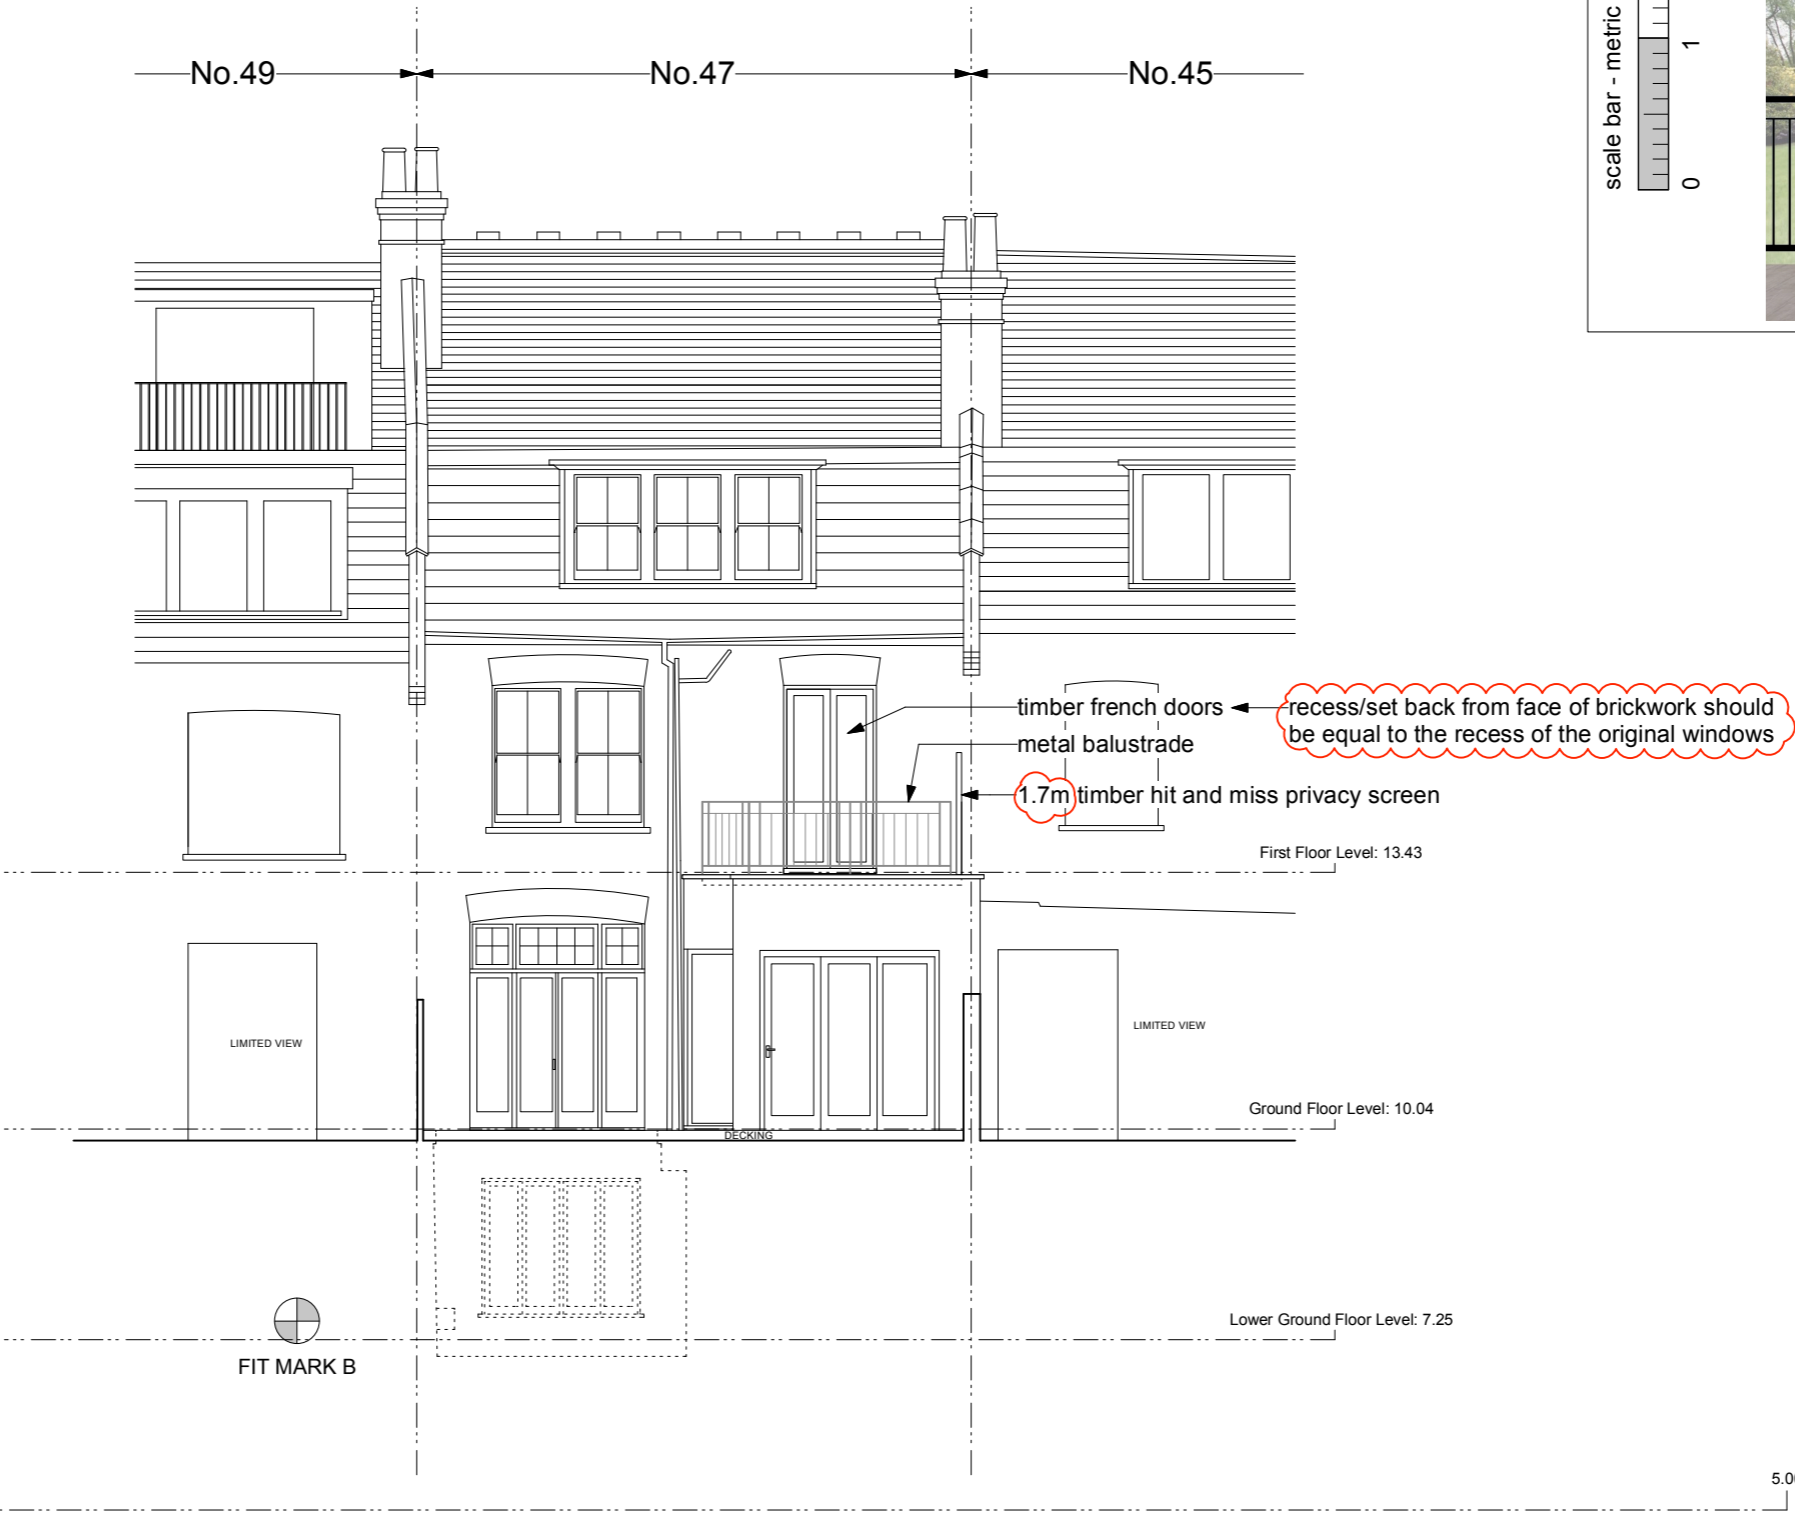 No.49
No.47
No.45
scale bar - metric
0
1
timber french doors
recess/set back from face of brickwork should
be equal to the recess of the original windows
metal balustrade
1.7m timber hit and miss privacy screen
First Floor Level: 13.43
LIMITED VIEW
LIMITED VIEW
Ground Floor Level: 10.04
DECKING
Lower Ground Floor Level: 7.25
FIT MARK B